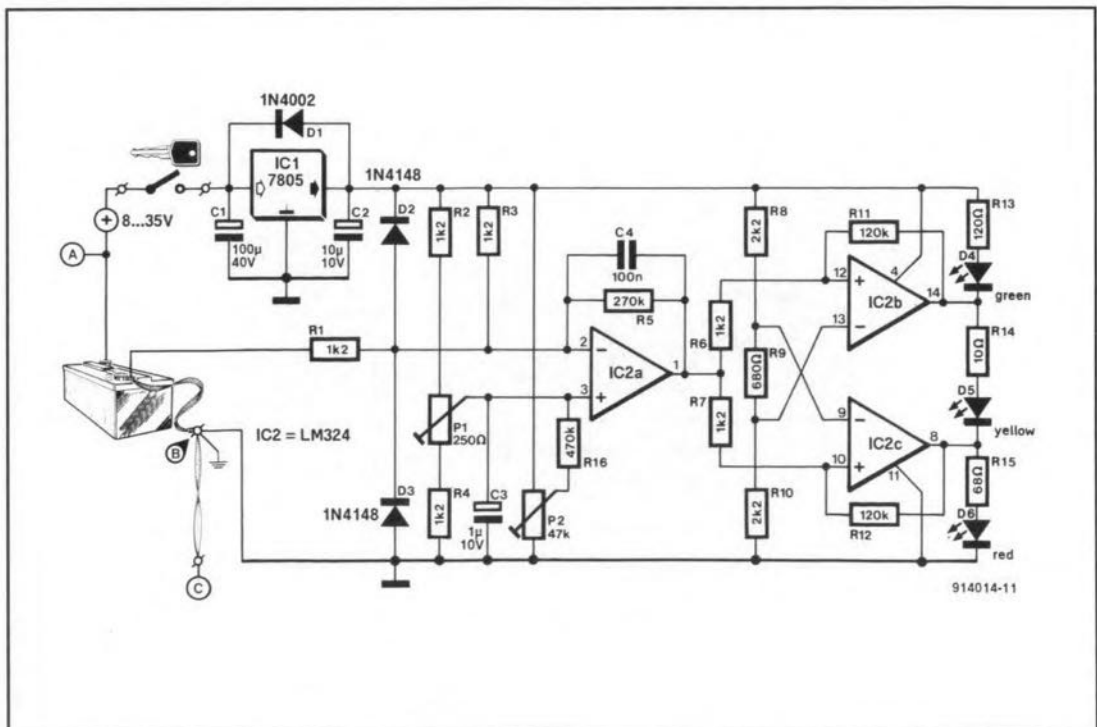 1N4002
D1
IC1
7805
8...35V
A
C1
100µ
40V
C2
10µ
10V
1N4148
D2
R2
1k2
R3
1k2
R1
1k2
C4
100n
270k
R5
2
3
1
IC2a
IC2 = LM324
B
C
P1
250Ω
R4
1k2
470k
R16
C3
1µ
10V
P2
47k
1N4148
D3
R6
1k2
R7
1k2
R8
2k2
R9
680Ω
R10
2k2
R11
120k
12
13
4
14
IC2b
9
10
8
11
IC2c
120k
R12
R13
120Ω
D4
green
R14
10Ω
D5
yellow
R15
68Ω
D6
red
914014-11